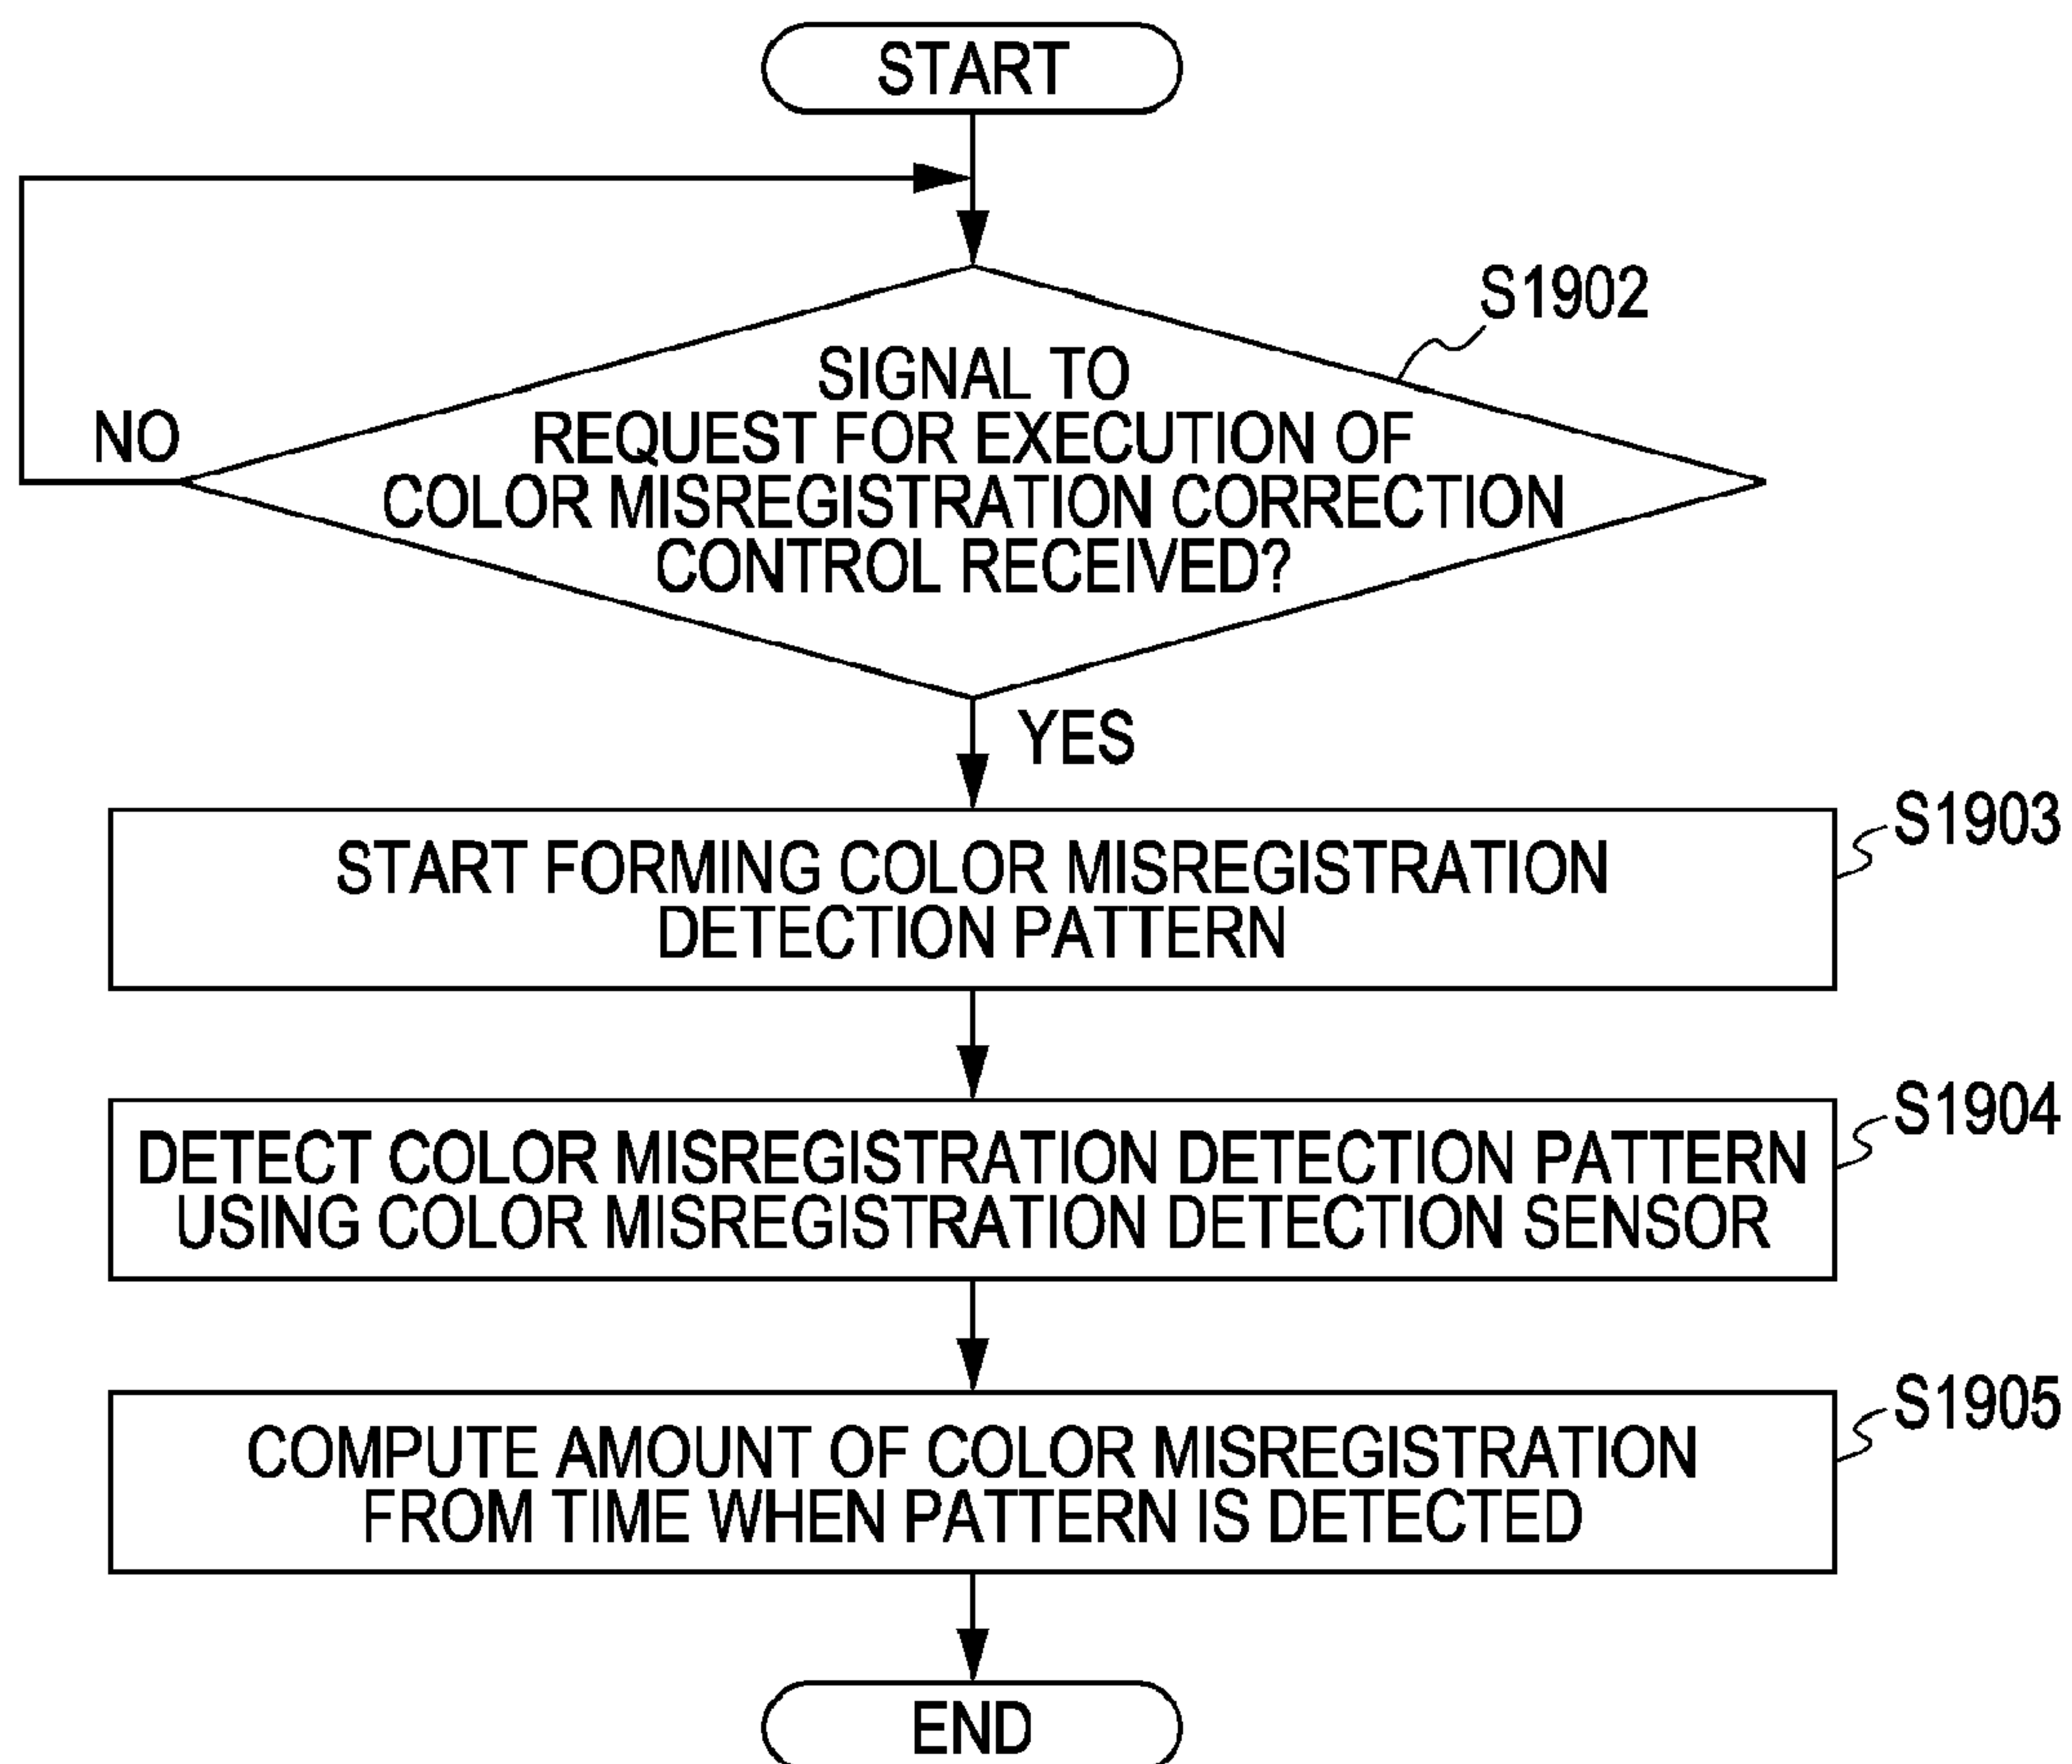 START
S1902
SIGNAL TO
REQUEST FOR EXECUTION OF
COLOR MISREGISTRATION CORRECTION
CONTROL RECEIVED?
NO
YES
S1903
START FORMING COLOR MISREGISTRATION
DETECTION PATTERN
S1904
DETECT COLOR MISREGISTRATION DETECTION PATTERN
USING COLOR MISREGISTRATION DETECTION SENSOR
S1905
COMPUTE AMOUNT OF COLOR MISREGISTRATION
FROM TIME WHEN PATTERN IS DETECTED
END